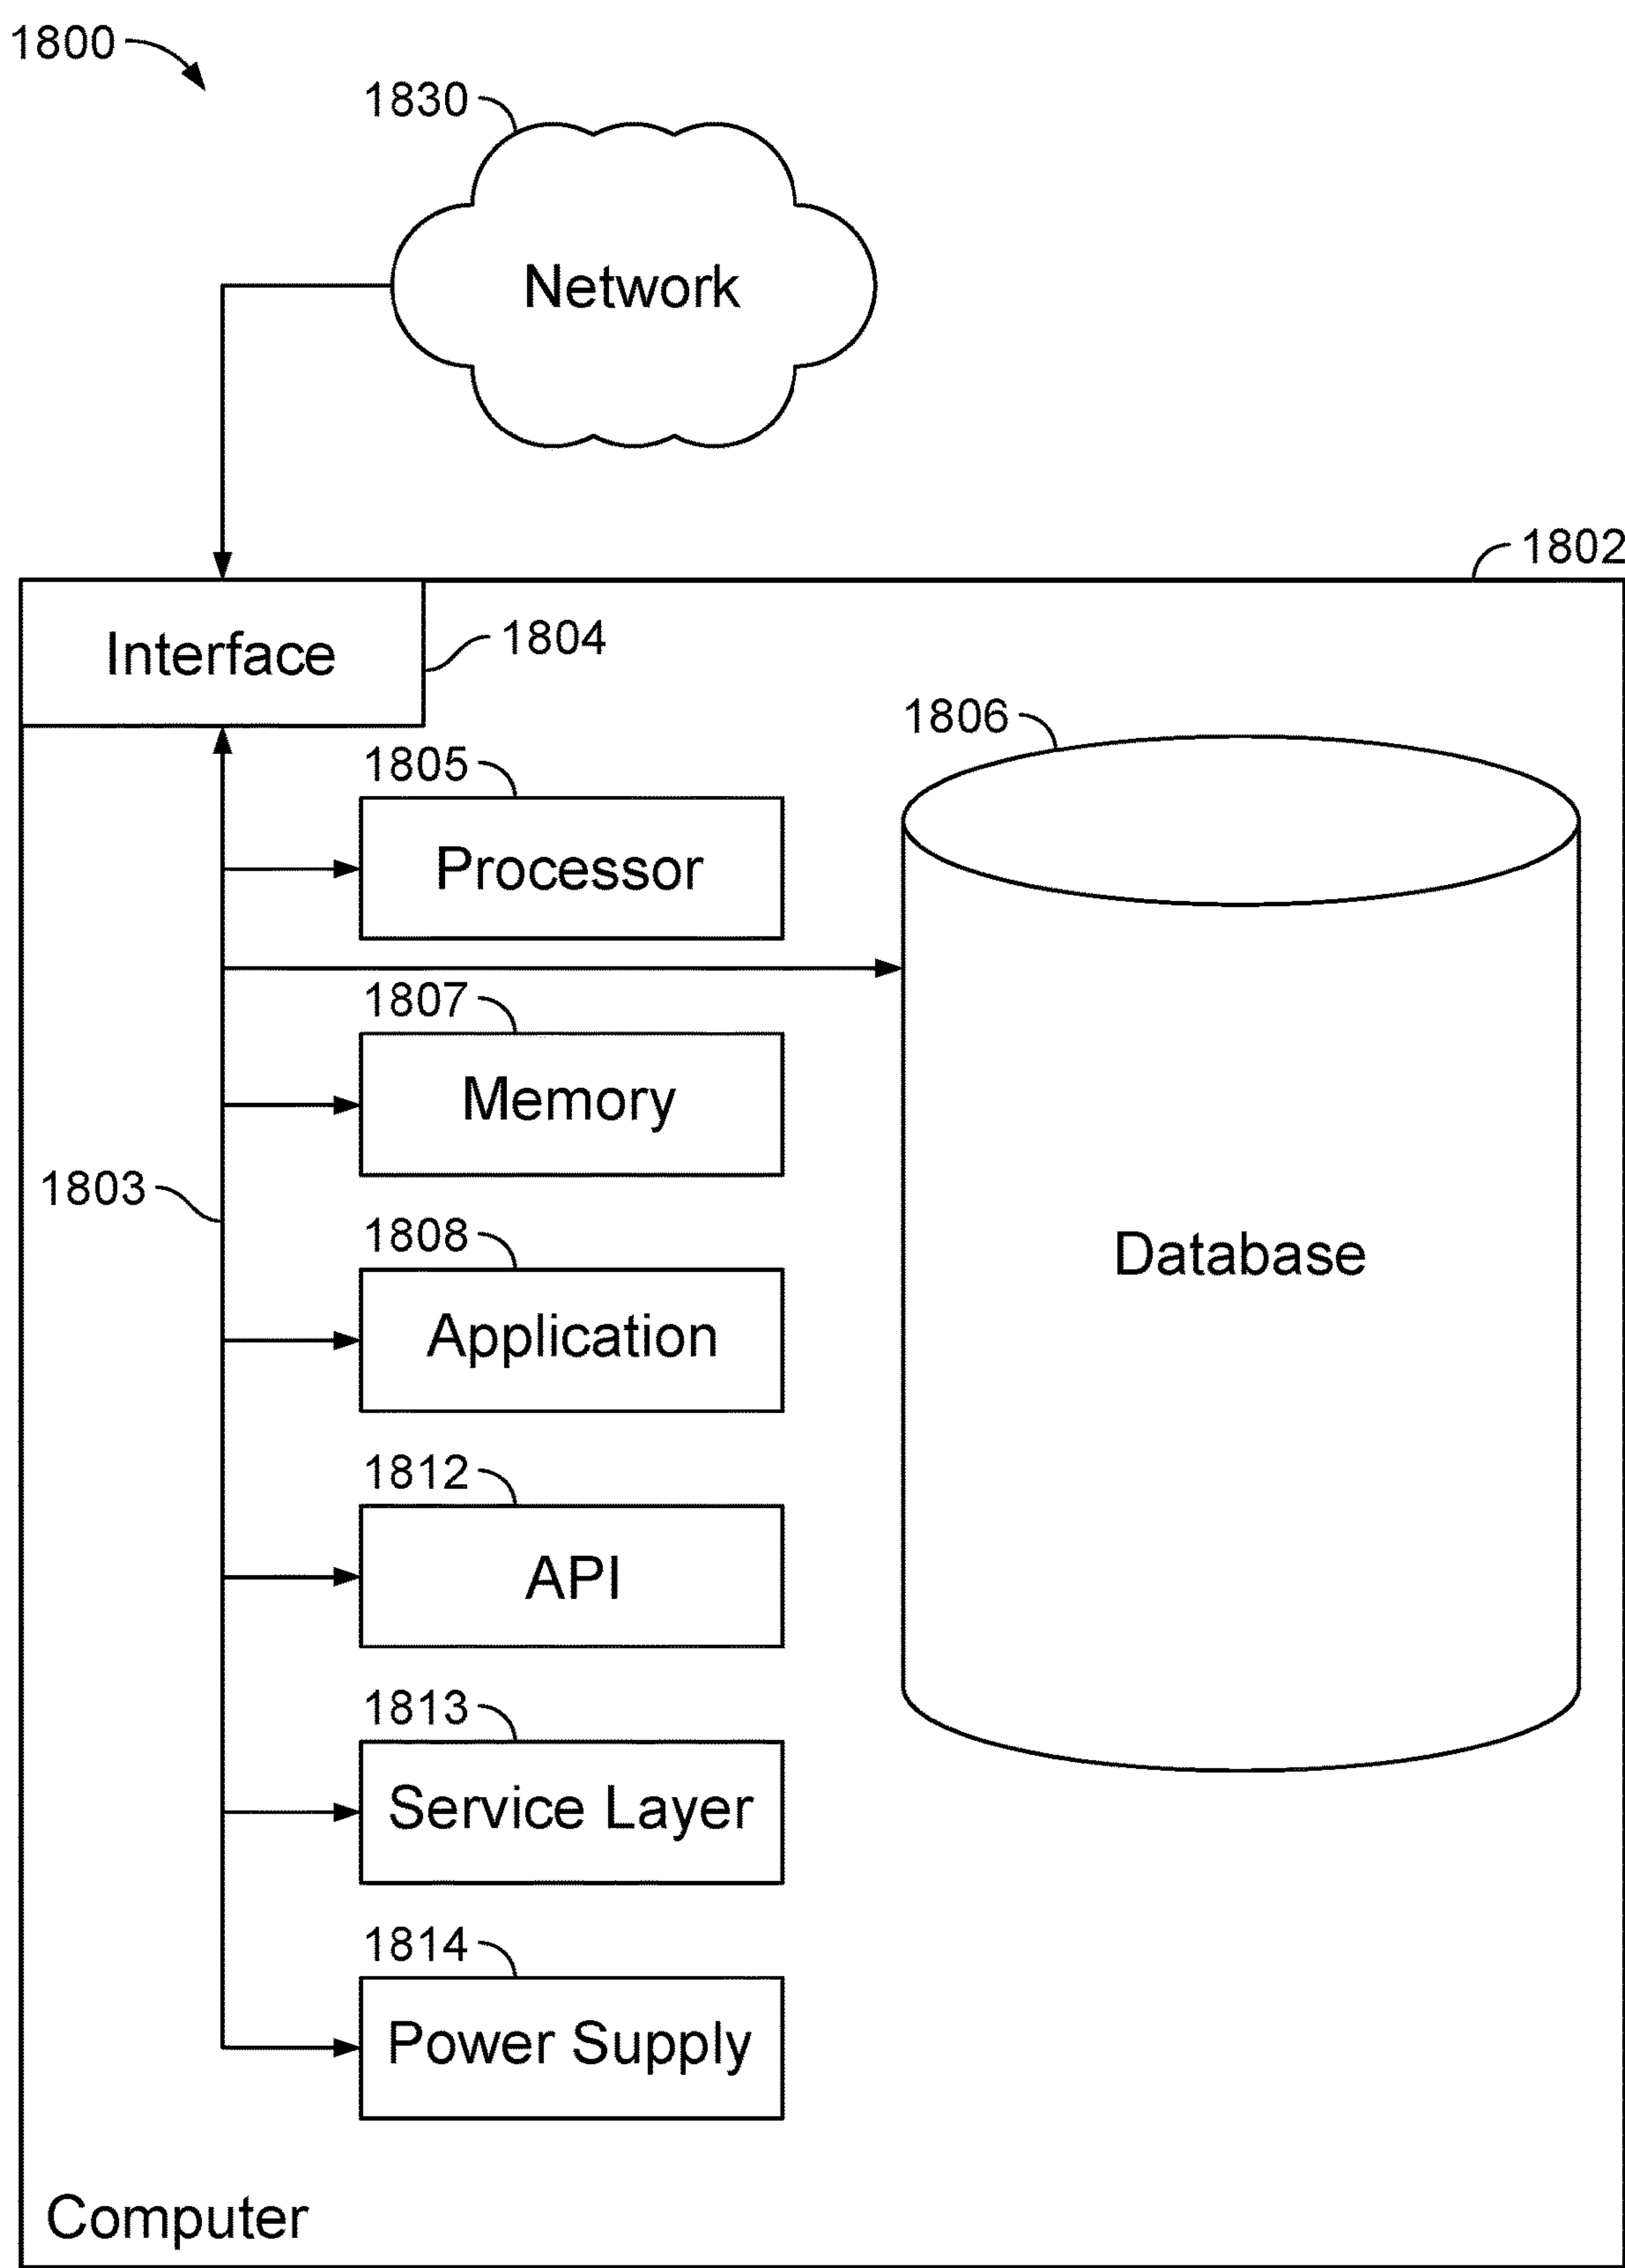 1800
1830
Network
1802
Interface
1804
1806
1805
Processor
1807
Memory
1803
1808
Application
Database
1812
API
1813
Service Layer
1814
Power Supply
Computer